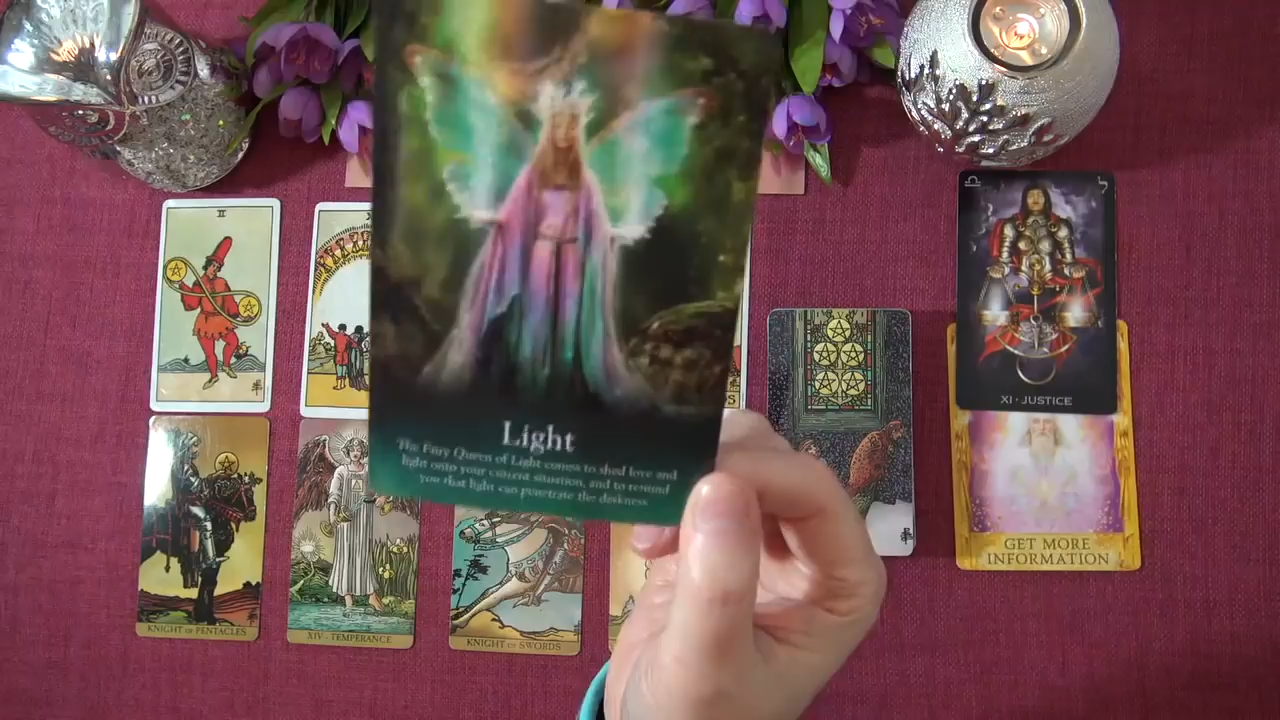 II
X
Light
The Fairy Queen of Light comes to shed love and
light onto your current situation, and to remind
you that light can penetrate the darkness
XI · JUSTICE
GET MORE
INFORMATION
KNIGHT OF PENTACLES
XIV · TEMPERANCE
KNIGHT OF SWORDS